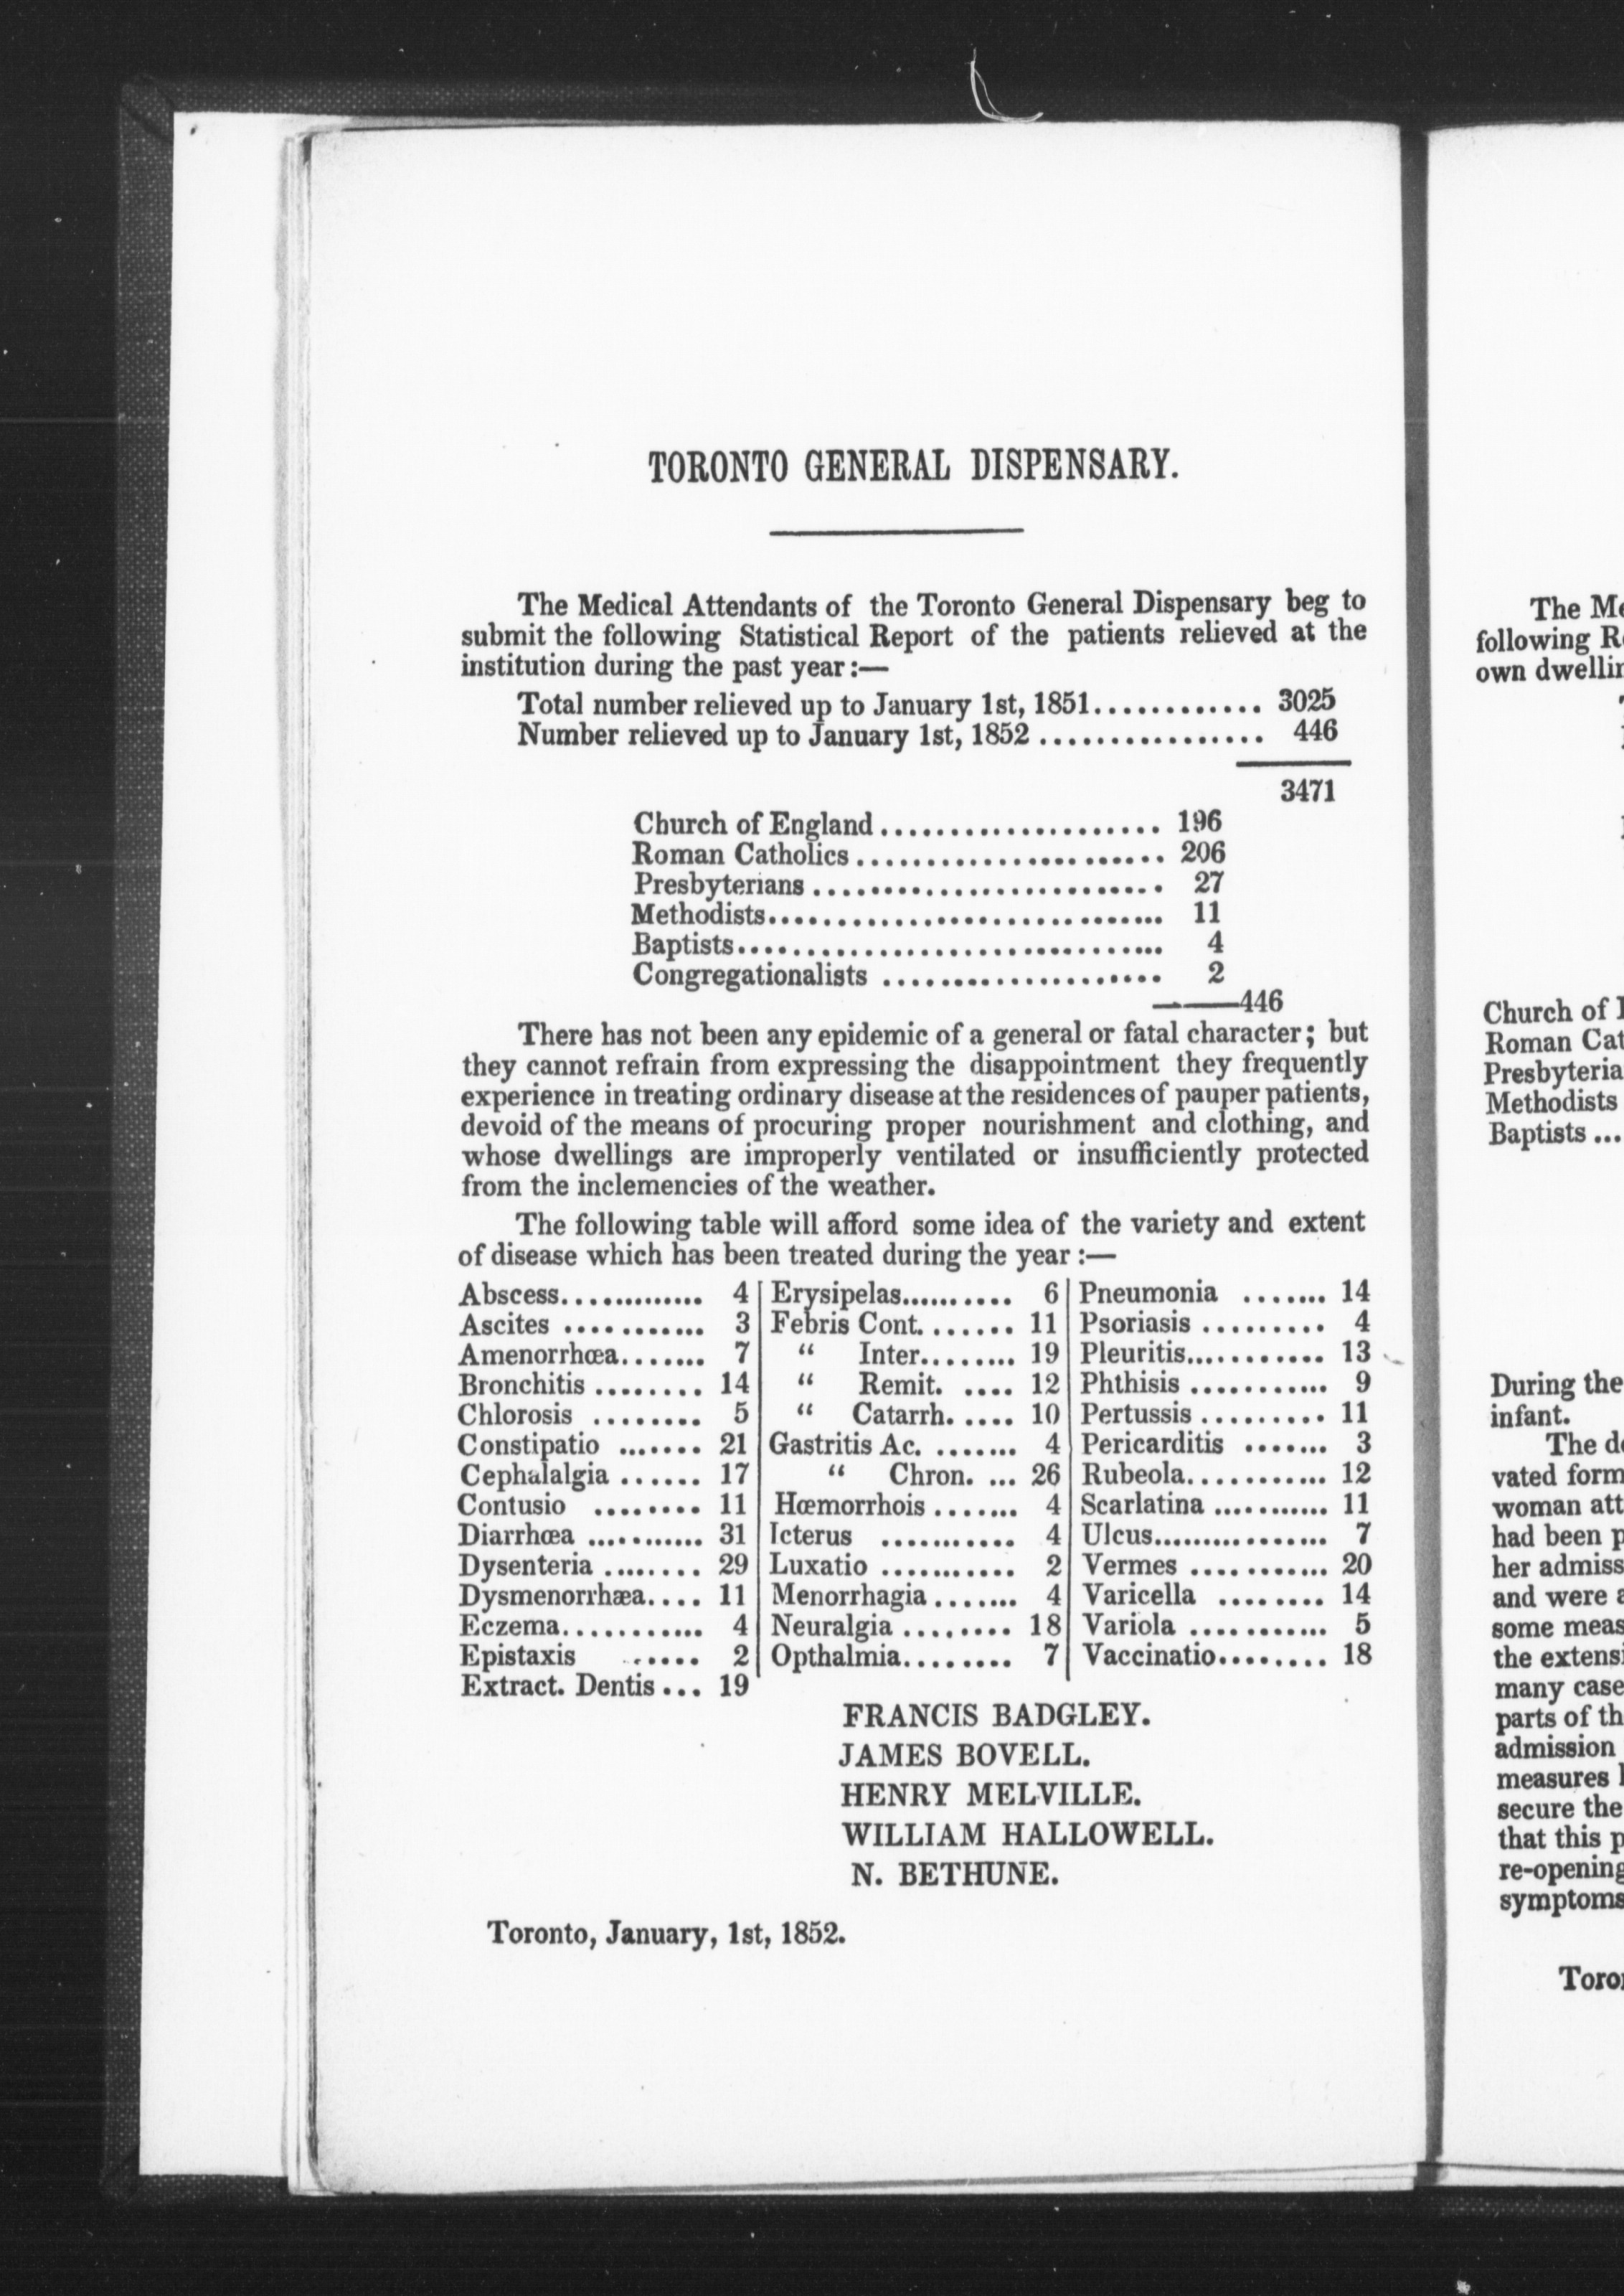 TORONTO GENERAL DISPENSARY.
The Medical Attendants of the Toronto General Dispensary beg to
submit the following Statistical Report of the patients relieved at the
institution during the past year:—
Total number relieved up to January 1st, 1851............ 3025
Number relieved up to January 1st, 1852 ................ 446
3471
Church of England.................... 196
Roman Catholics...................... 206
Presbyterians......................... 27
Methodists............................ 11
Baptists.............................. 4
Congregationalists .................... 2
———446
There has not been any epidemic of a general or fatal character; but
they cannot refrain from expressing the disappointment they frequently
experience in treating ordinary disease at the residences of pauper patients,
devoid of the means of procuring proper nourishment and clothing, and
whose dwellings are improperly ventilated or insufficiently protected
from the inclemencies of the weather.
The following table will afford some idea of the variety and extent
of disease which has been treated during the year :—
Abscess............. 4 Erysipelas.......... 6 Pneumonia ....... 14
Ascites ........... 3 Febris Cont. ...... 11 Psoriasis ......... 4
Amenorrhœa....... 7 “ Inter........ 19 Pleuritis............ 13
Bronchitis ........ 14 “ Remit. .... 12 Phthisis ........... 9
Chlorosis ........ 5 “ Catarrh. .... 10 Pertussis ......... 11
Constipatio ....... 21 Gastritis Ac. ....... 4 Pericarditis ....... 3
Cephalalgia ...... 17 “ Chron. ... 26 Rubeola........... 12
Contusio ........ 11 Hœmorrhois ....... 4 Scarlatina ........... 11
Diarrhœa ........... 31 Icterus .......... 4 Ulcus................ 7
Dysenteria ........ 29 Luxatio .......... 2 Vermes ........... 20
Dysmenorrhæa.... 11 Menorrhagia ....... 4 Varicella ........ 14
Eczema........... 4 Neuralgia ........ 18 Variola ........... 5
Epistaxis ...... 2 Opthalmia........ 7 Vaccinatio........ 18
Extract. Dentis ... 19
FRANCIS BADGLEY.
JAMES BOVELL.
HENRY MELVILLE.
WILLIAM HALLOWELL.
N. BETHUNE.
Toronto, January, 1st, 1852.
The
following
own
Church of
Roman
Methodists
Baptists ...
During the
infant.
The
vated
woman
had been
her
and were
some
the
many
parts of
admission
measures
secure the
that this
symptoms